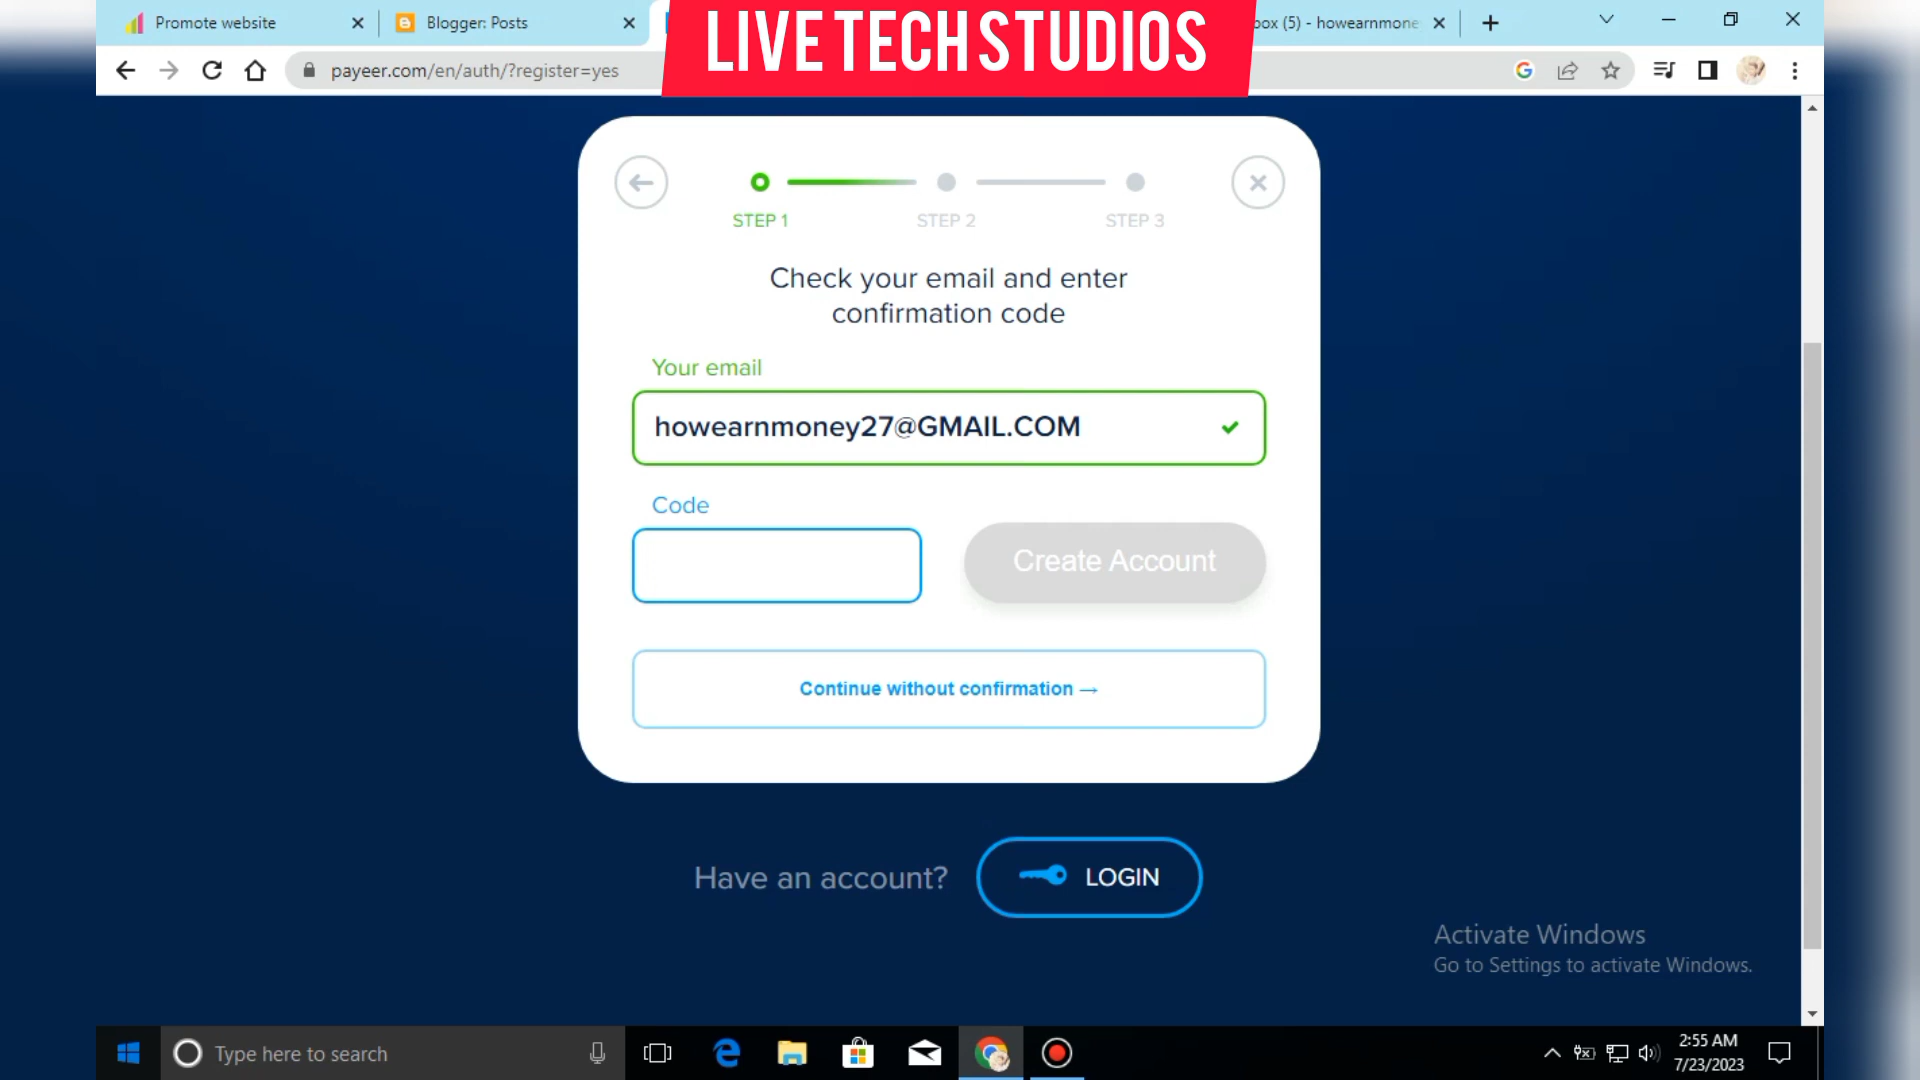 Promote website
Blogger: Posts
LIVE TECH STUDIOS
box (5) - howearnmone
payeer.com/en/auth/?register=yes
STEP 1
STEP 2
STEP 3
Check your email and enter
confirmation code
Your email
howearnmoney27@GMAIL.COM
Code
Create Account
Continue without confirmation →
Have an account?
LOGIN
Activate Windows
Go to Settings to activate Windows.
Type here to search
2:55 AM
7/23/2023